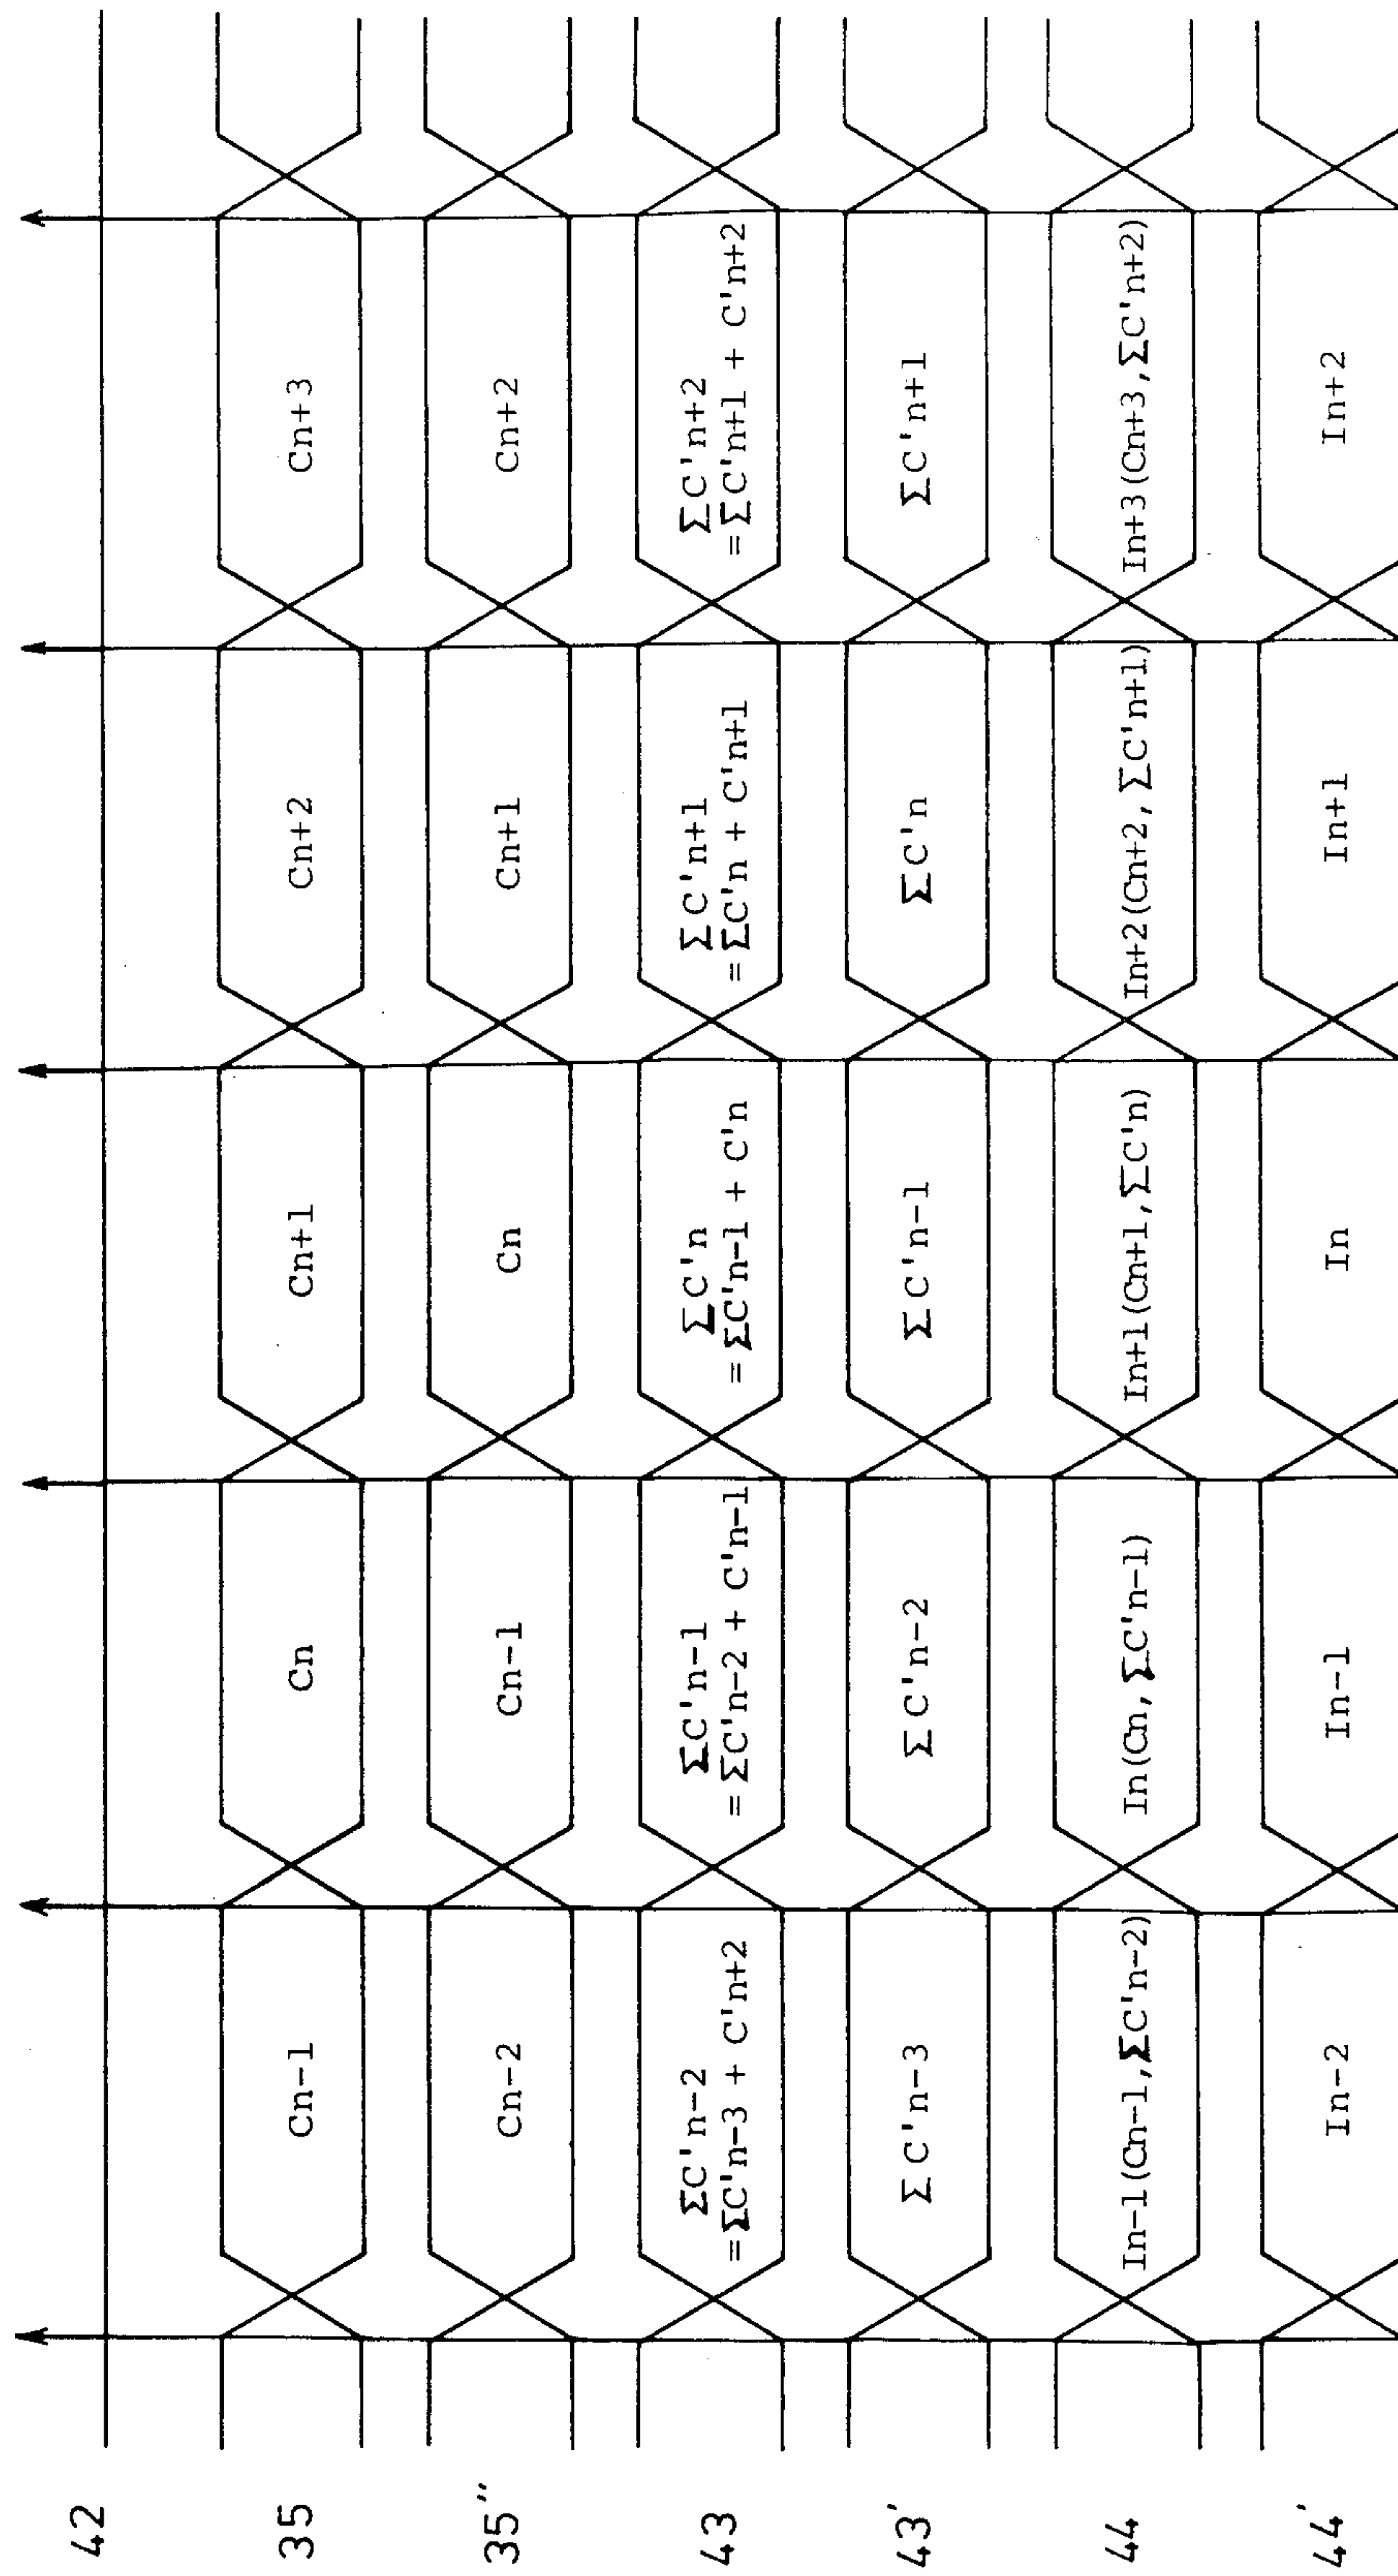 42
35
Cn-1
Cn
Cn+1
Cn+2
Cn+3
35''
Cn-2
Cn-1
Cn
Cn+1
Cn+2
43
ΣC'n-2
=ΣC'n-3 + C'n+2
ΣC'n-1
=ΣC'n-2 + C'n-1
ΣC'n
=ΣC'n-1 + C'n
ΣC'n+1
=ΣC'n + C'n+1
ΣC'n+2
=ΣC'n+1 + C'n+2
43'
ΣC'n-3
ΣC'n-2
ΣC'n-1
ΣC'n
ΣC'n+1
44
In-1(Cn-1,ΣC'n-2)
In(Cn,ΣC'n-1)
In+1(Cn+1,ΣC'n)
In+2(Cn+2,ΣC'n+1)
In+3(Cn+3,ΣC'n+2)
44'
In-2
In-1
In
In+1
In+2